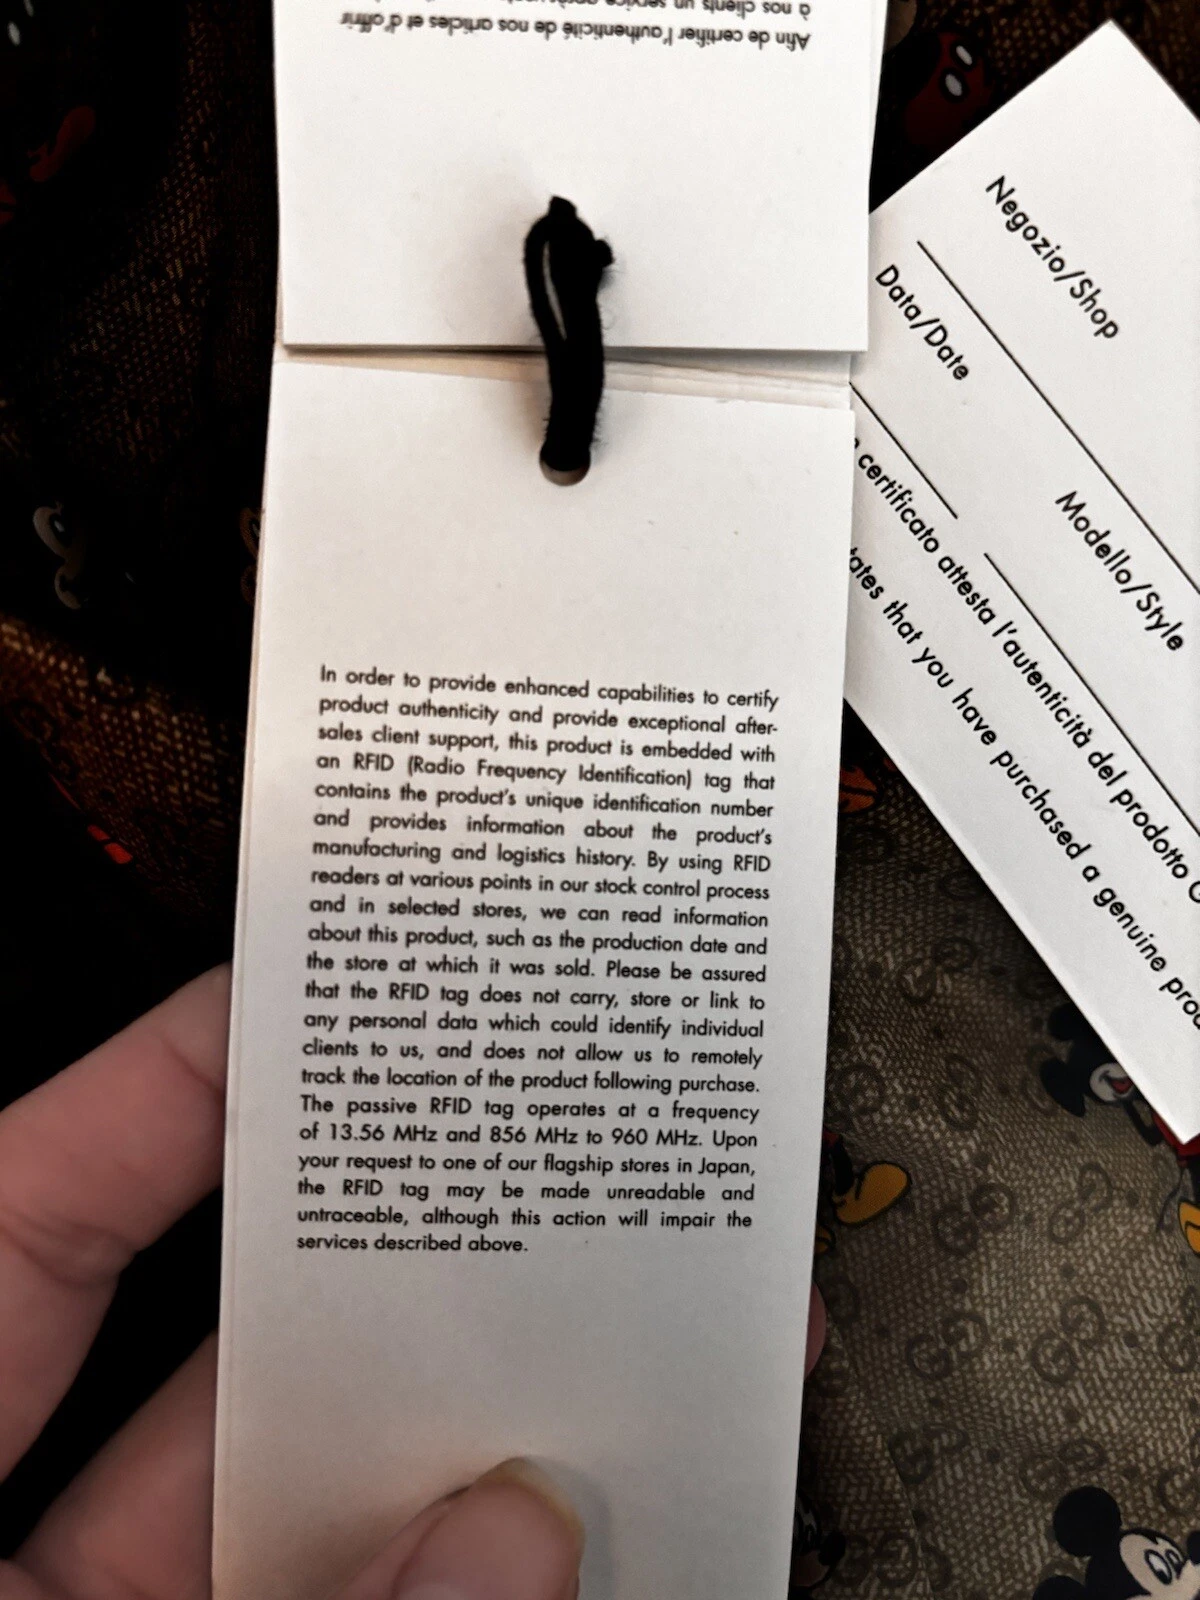 à nos clients un service
Afin de certifier l'authenticité de nos articles et d'offrir
In order to provide enhanced capabilities to certify
product authenticity and provide exceptional after-
sales client support, this product is embedded with
an RFID (Radio Frequency Identification) tag that
contains the product's unique identification number
and provides information about the product's
manufacturing and logistics history. By using RFID
readers at various points in our stock control process
and in selected stores, we can read information
about this product, such as the production date and
the store at which it was sold. Please be assured
that the RFID tag does not carry, store or link to
any personal data which could identify individual
clients to us, and does not allow us to remotely
track the location of the product following purchase.
The passive RFID tag operates at a frequency
of 13.56 MHz and 856 MHz to 960 MHz. Upon
your request to one of our flagship stores in Japan,
the RFID tag may be made unreadable and
untraceable, although this action will impair the
services described above.
Negozio/Shop
Data/Date
Modello/Style
certificato attesta l'autenticità del prodotto
that you have purchased a genuine